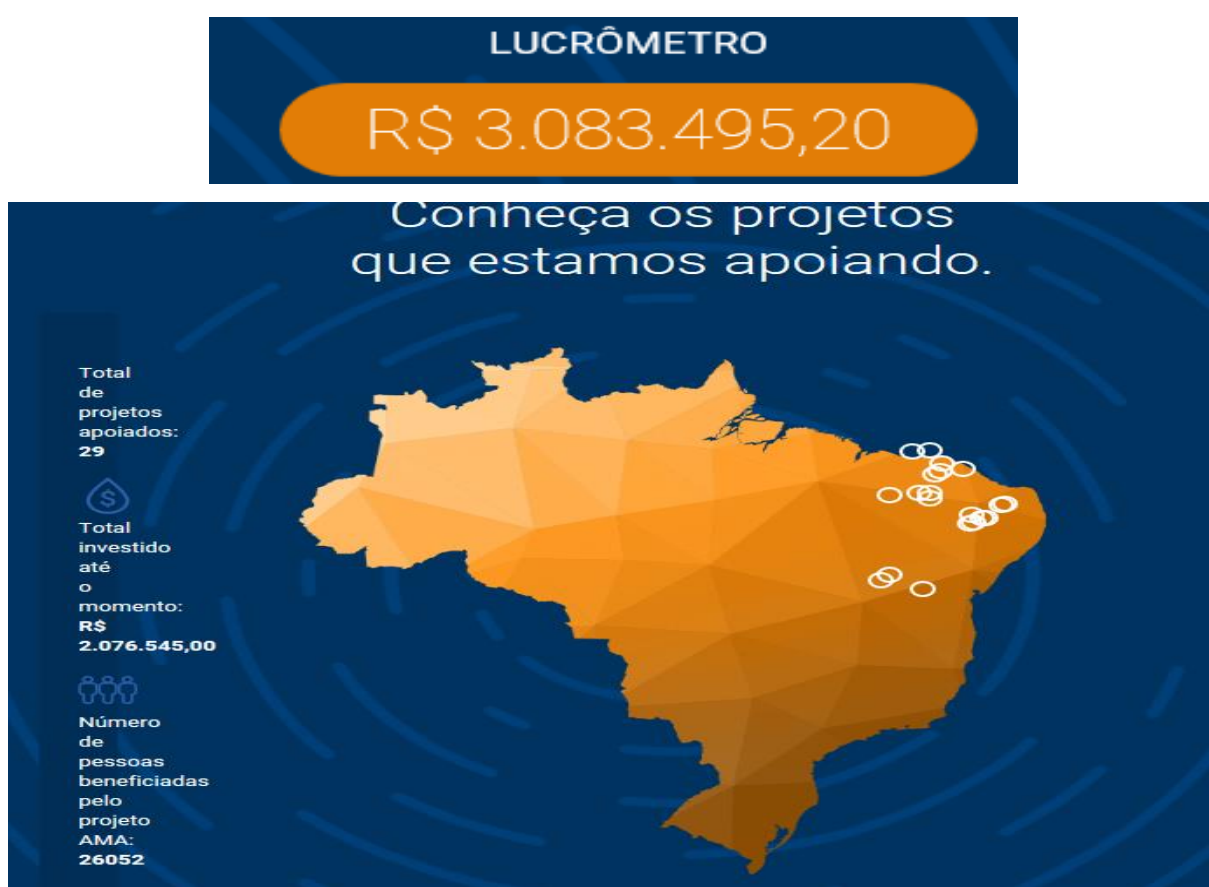 LUCRÔMETRO
R$ 3.083.495,20
Conheça os projetos
que estamos apoiando.
Total
de
projetos
apoiados:
29
Total
investido
até
o
momento:
R$
2.076.545,00
Número
de
pessoas
beneficiadas
pelo
projeto
AMA:
26052